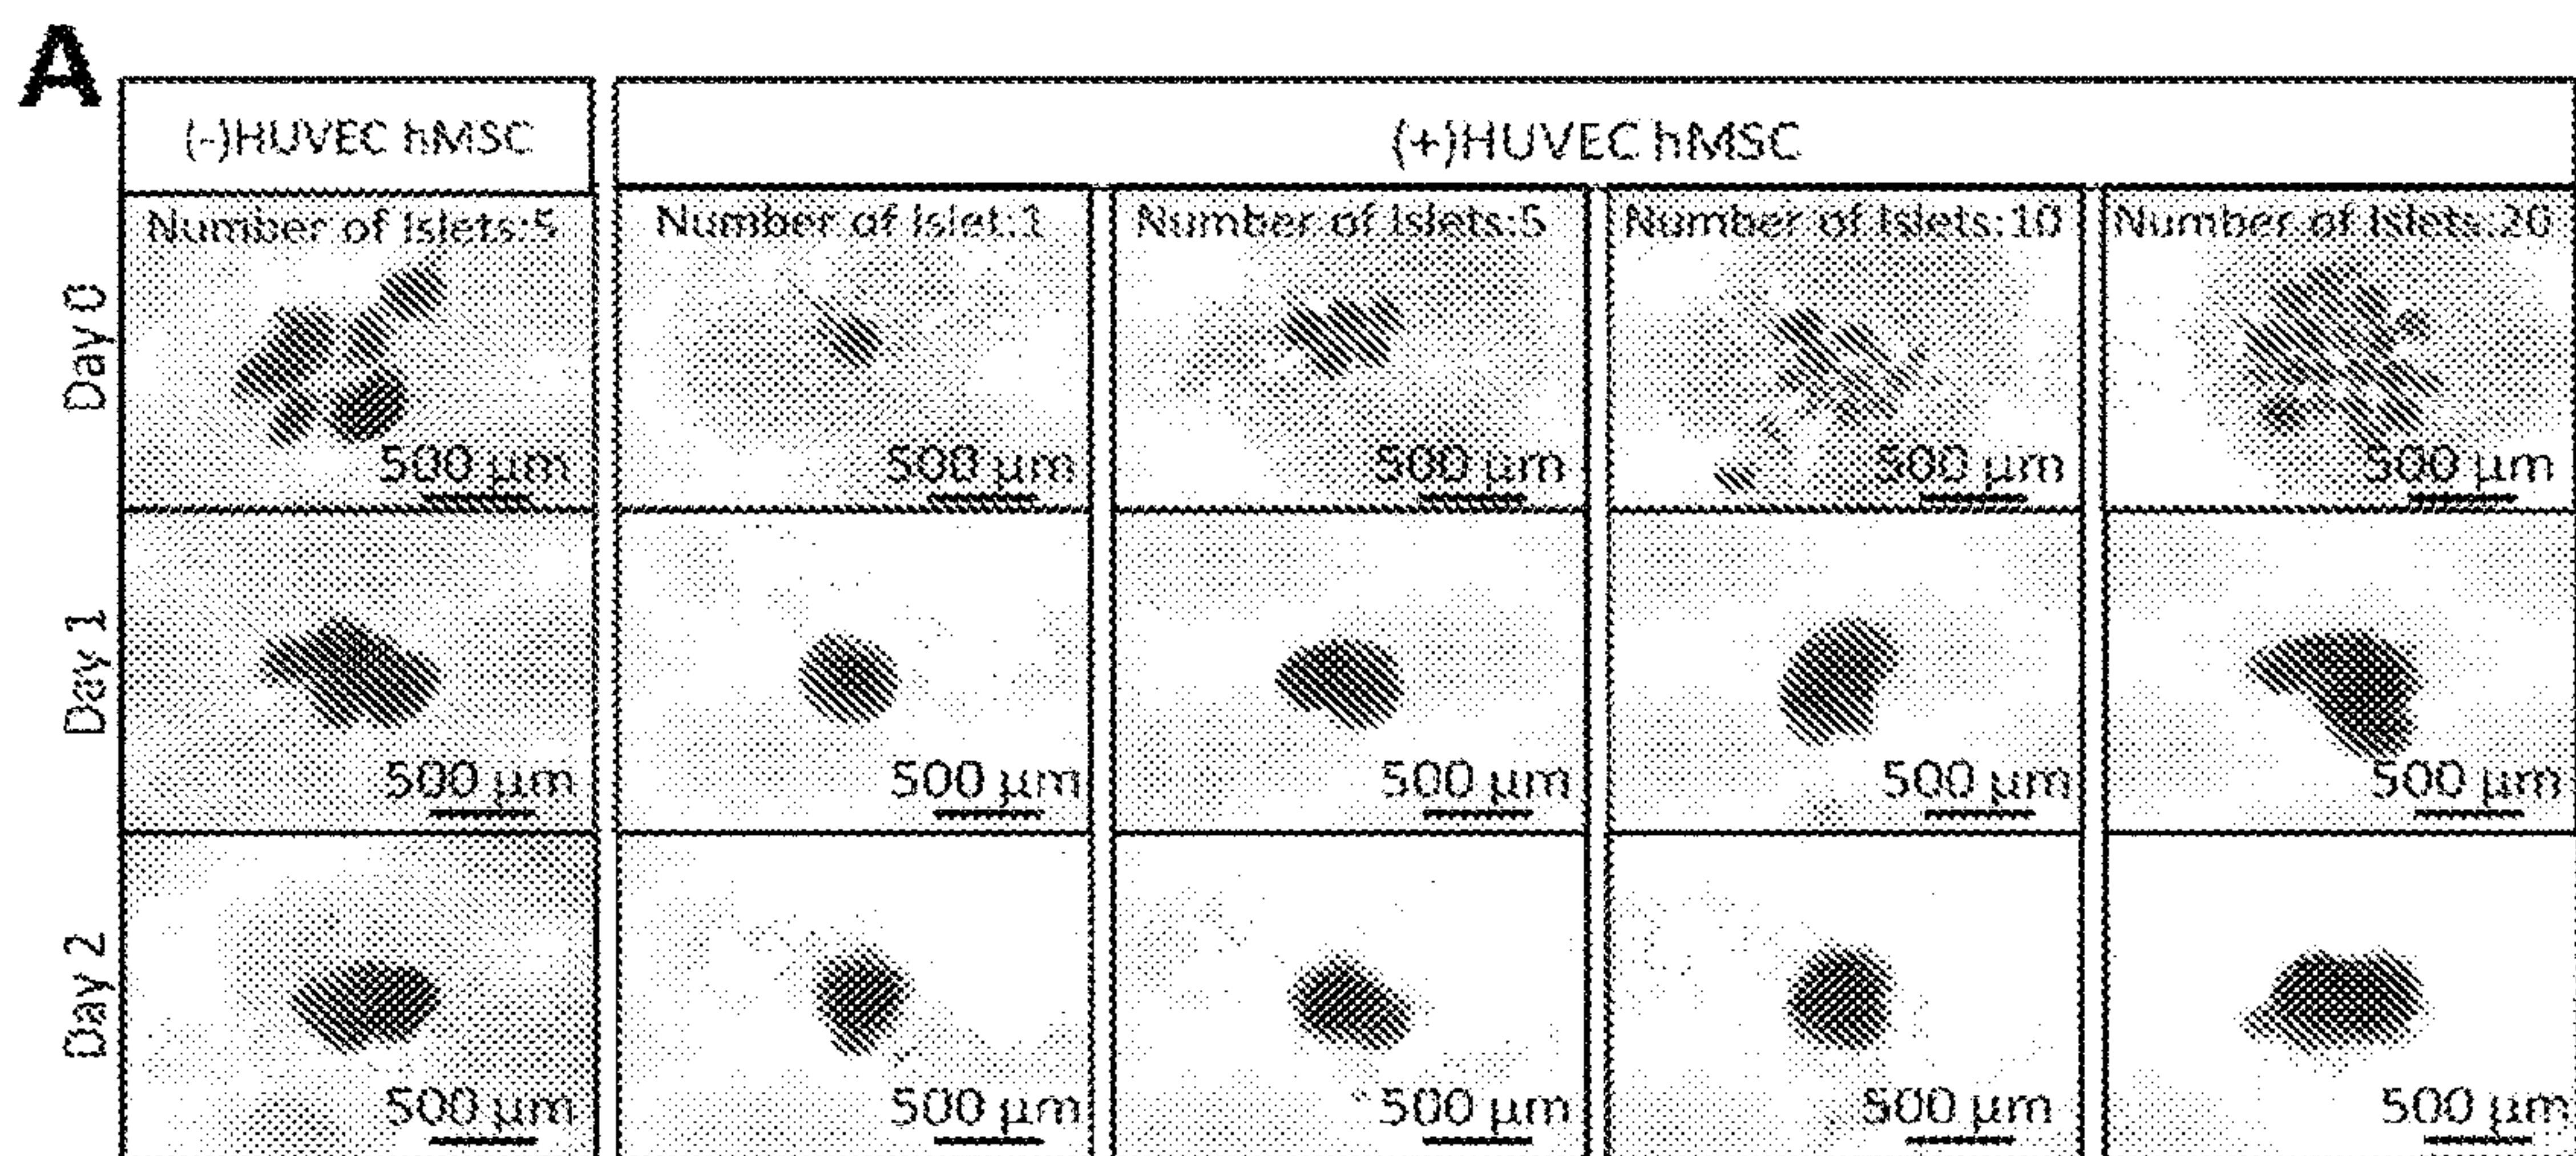 A
(-)HUVEC hMSC
(+)HUVEC hMSC
Number of Islets:5
Number of Islet:1
Number of Islets:5
Number of Islets:10
Number of Islets:20
Day 0
500 µm
500 µm
500 µm
500 µm
500 µm
Day 1
500 µm
500 µm
500 µm
500 µm
500 µm
Day 2
500 µm
500 µm
500 µm
500 µm
500 µm